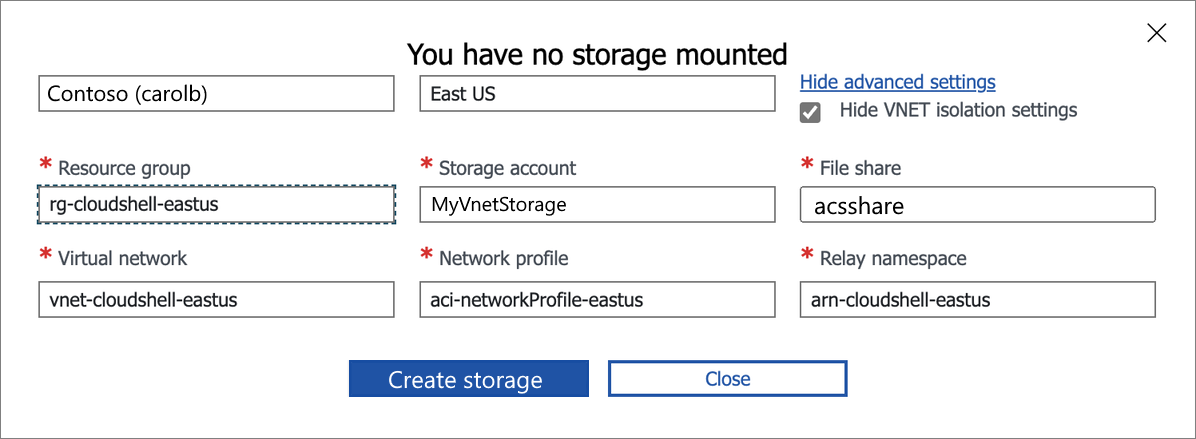 You have no storage mounted
Contoso (carolb)
East US
Hide advanced settings
Hide VNET isolation settings
* Resource group
* Storage account
* File share
rg-cloudshell-eastus
MyVnetStorage
acsshare
* Virtual network
* Network profile
* Relay namespace
vnet-cloudshell-eastus
aci-networkProfile-eastus
arn-cloudshell-eastus
Create storage
Close